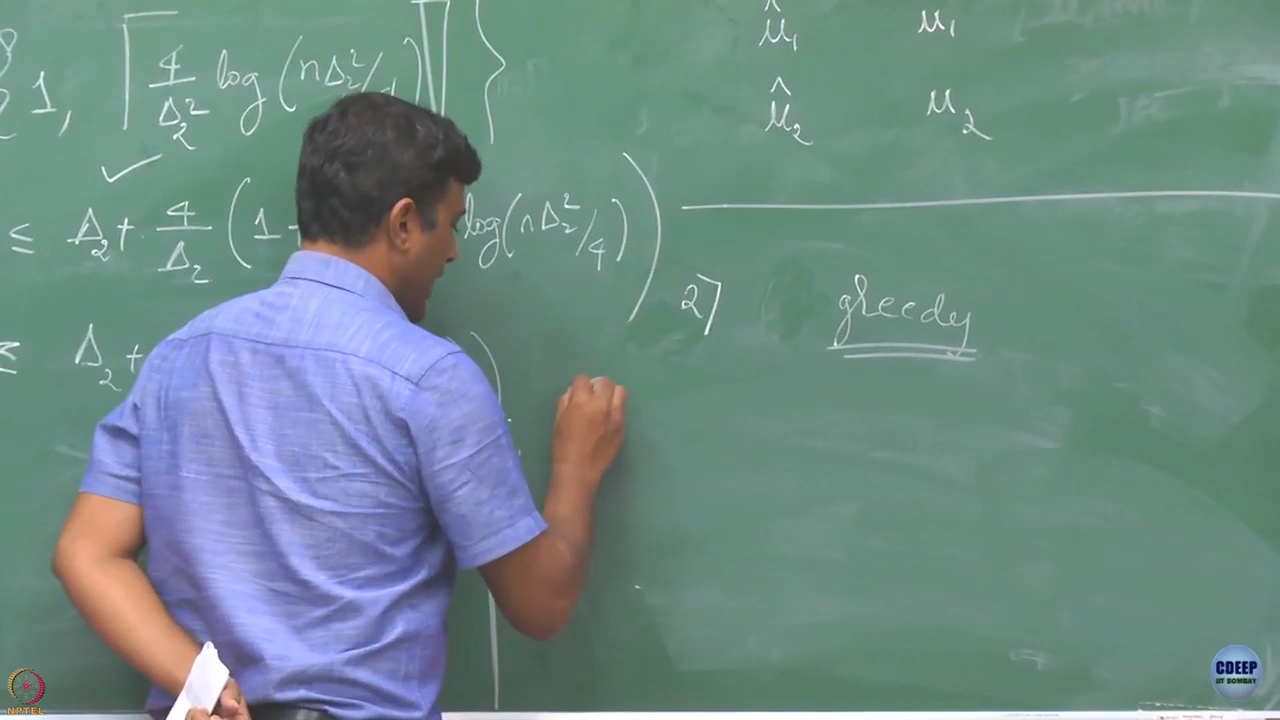 } 1, ⌈ 4/Δ₂² log (nΔ₂²/4) ⌉ }
✓
≤ Δ₂ + 4/Δ₂ (1 + log(nΔ₂²/4))
≤ Δ₂ +
μ̂₁ μ₁
μ̂₂ μ₂
2) greedy
NPTEL
CDEEP
IIT BOMBAY